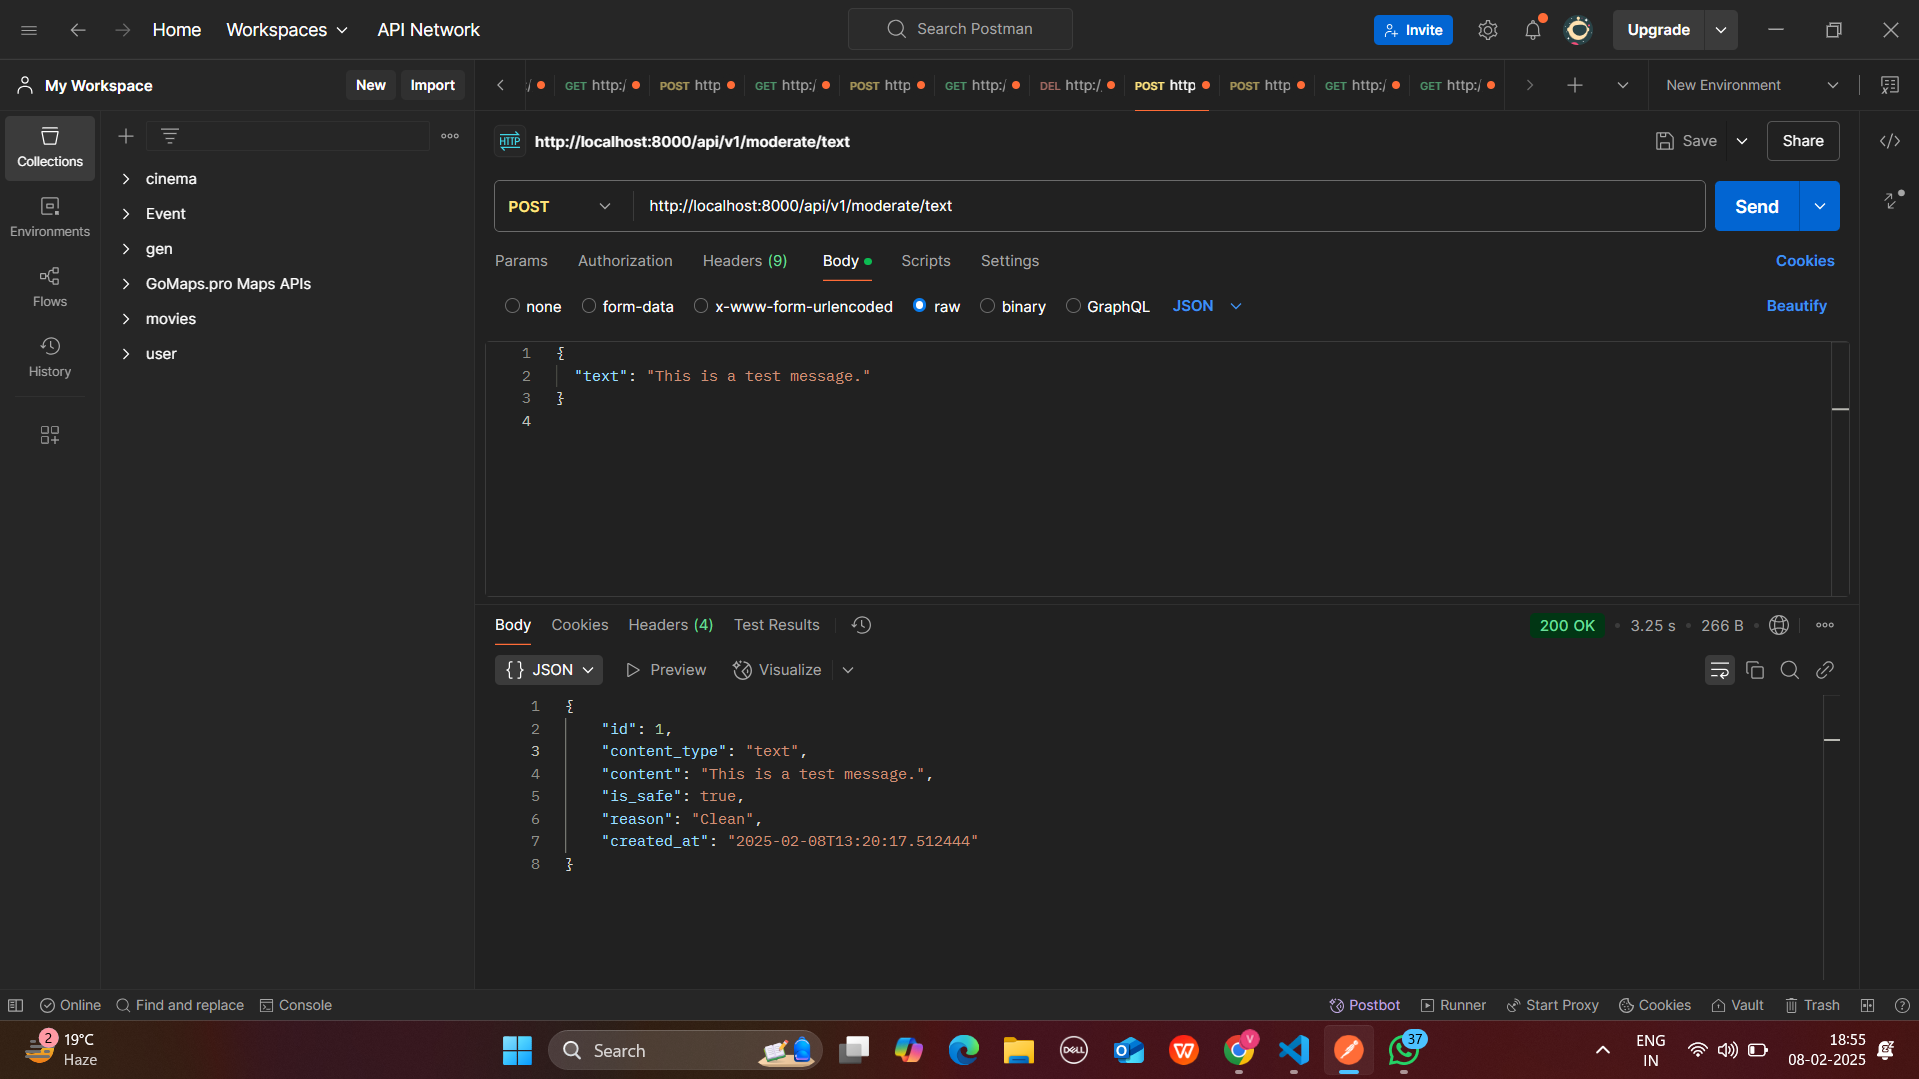 Home Workspaces API Network Search Postman Invite Upgrade
My Workspace New Import GET http:/ POST http GET http:/ POST http GET http:/ DEL http:/ POST http POST http GET http:/ GET http:/ New Environment
HTTP http://localhost:8000/api/v1/moderate/text Save Share
Collections
cinema
Event
gen
GoMaps.pro Maps APIs
movies
user
Environments
Flows
History
POST http://localhost:8000/api/v1/moderate/text Send
Params Authorization Headers (9) Body Scripts Settings Cookies
none form-data x-www-form-urlencoded raw binary GraphQL JSON Beautify
1 {
2 "text": "This is a test message."
3 }
4
Body Cookies Headers (4) Test Results 200 OK 3.25 s 266 B
{} JSON Preview Visualize
1 {
2 "id": 1,
3 "content_type": "text",
4 "content": "This is a test message.",
5 "is_safe": true,
6 "reason": "Clean",
7 "created_at": "2025-02-08T13:20:17.512444"
8 }
Online Find and replace Console Postbot Runner Start Proxy Cookies Vault Trash
2 19°C
Haze
Search
DELL
V
37
ENG
IN
18:55
08-02-2025